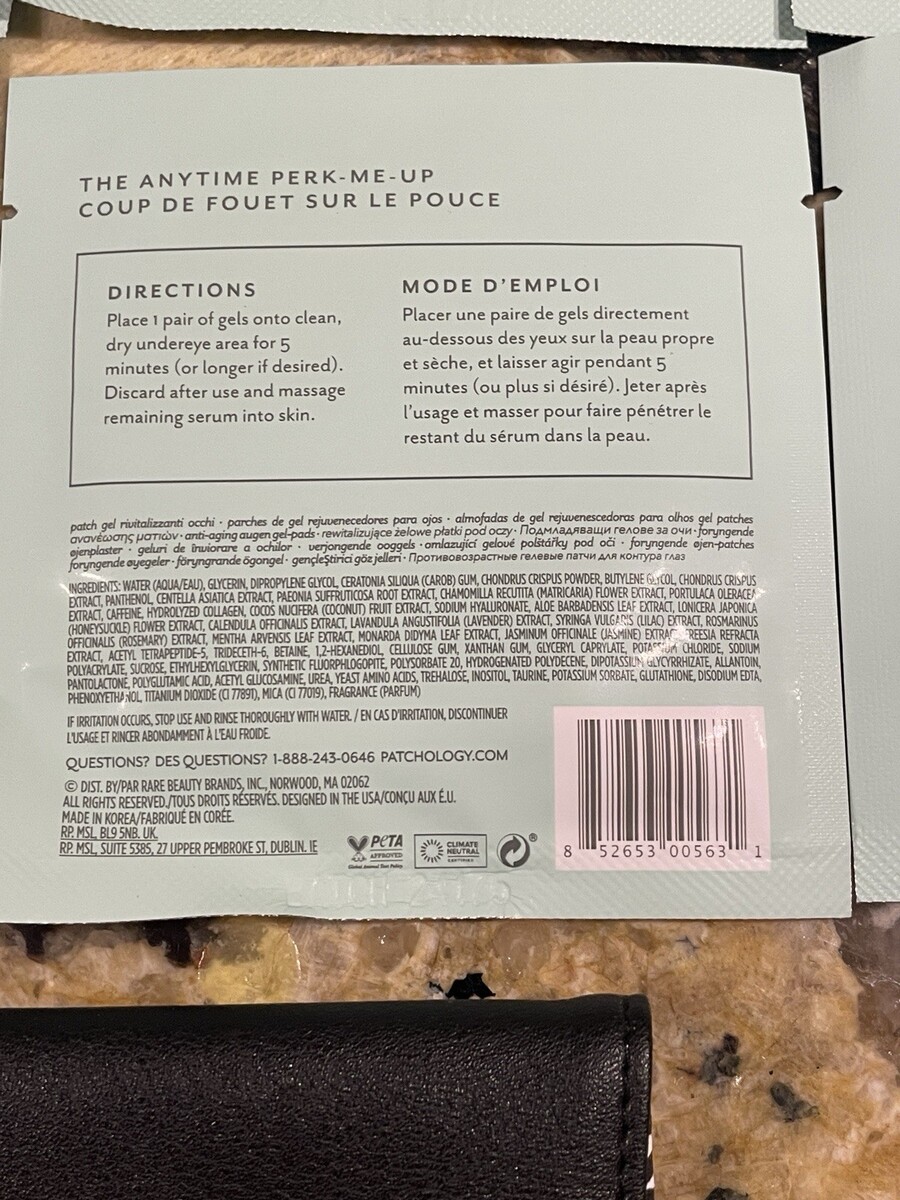 THE ANYTIME PERK-ME-UP
COUP DE FOUET SUR LE POUCE
DIRECTIONS
Place 1 pair of gels onto clean,
dry undereye area for 5
minutes (or longer if desired).
Discard after use and massage
remaining serum into skin.
MODE D'EMPLOI
Placer une paire de gels directement
au-dessous des yeux sur la peau propre
et sèche, et laisser agir pendant 5
minutes (ou plus si désiré). Jeter après
l'usage et masser pour faire pénétrer le
restant du sérum dans la peau.
patch gel rivitalizzanti occhi · parches de gel rejuvenecedores para ojos · almofadas de gel rejuvenescedoras para olhos gel patches
ανανέωσης ματιών · anti-aging augen gel-pads · rewitalizujące żelowe płatki pod oczy · Подмладяващи гелове за очи · foryngende
øjenplaster · geluri de înviorare a ochilor · verjongende ooggels · omlazující gelové polštářky pod oči · foryngende øjen-patches
foryngende øyegeler · föryngrande ögongel · gençleştirici göz jelleri · Противовозрастные гелевые патчи для контура глаз
INGREDIENTS: WATER (AQUA/EAU), GLYCERIN, DIPROPYLENE GLYCOL, CERATONIA SILIQUA (CAROB) GUM, CHONDRUS CRISPUS POWDER, BUTYLENE GLYCOL, CHONDRUS CRISPUS
EXTRACT, PANTHENOL, CENTELLA ASIATICA EXTRACT, PAEONIA SUFFRUTICOSA ROOT EXTRACT, CHAMOMILLA RECUTITA (MATRICARIA) FLOWER EXTRACT, PORTULACA OLERACEA
EXTRACT, CAFFEINE, HYDROLYZED COLLAGEN, COCOS NUCIFERA (COCONUT) FRUIT EXTRACT, SODIUM HYALURONATE, ALOE BARBADENSIS LEAF EXTRACT, LONICERA JAPONICA
(HONEYSUCKLE) FLOWER EXTRACT, CALENDULA OFFICINALIS EXTRACT, LAVANDULA ANGUSTIFOLIA (LAVENDER) EXTRACT, SYRINGA VULGARIS (LILAC) EXTRACT, ROSMARINUS
OFFICINALIS (ROSEMARY) EXTRACT, MENTHA ARVENSIS LEAF EXTRACT, MONARDA DIDYMA LEAF EXTRACT, JASMINUM OFFICINALE (JASMINE) EXTRACT, FREESIA REFRACTA
EXTRACT, ACETYL TETRAPEPTIDE-5, TRIDECETH-6, BETAINE, 1,2-HEXANEDIOL, CELLULOSE GUM, XANTHAN GUM, GLYCERYL CAPRYLATE, POTASSIUM CHLORIDE, SODIUM
POLYACRYLATE, SUCROSE, ETHYLHEXYLGLYCERIN, SYNTHETIC FLUORPHLOGOPITE, POLYSORBATE 20, HYDROGENATED POLYDECENE, DIPOTASSIUM GLYCYRRHIZATE, ALLANTOIN,
PANTOLACTONE, POLYGLUTAMIC ACID, ACETYL GLUCOSAMINE, UREA, YEAST AMINO ACIDS, TREHALOSE, INOSITOL, TAURINE, POTASSIUM SORBATE, GLUTATHIONE, DISODIUM EDTA,
PHENOXYETHANOL, TITANIUM DIOXIDE (CI 77891), MICA (CI 77019), FRAGRANCE (PARFUM)
IF IRRITATION OCCURS, STOP USE AND RINSE THOROUGHLY WITH WATER. / EN CAS D'IRRITATION, DISCONTINUER
L'USAGE ET RINCER ABONDAMMENT À L'EAU FROIDE.
QUESTIONS? DES QUESTIONS? 1-888-243-0646 PATCHOLOGY.COM
© DIST. BY/PAR RARE BEAUTY BRANDS, INC., NORWOOD, MA 02062
ALL RIGHTS RESERVED./TOUS DROITS RÉSERVÉS. DESIGNED IN THE USA/CONÇU AUX É.U.
MADE IN KOREA/FABRIQUÉ EN CORÉE.
RP. MSL, BL9 5NB. UK.
RP. MSL, SUITE 5385, 27 UPPER PEMBROKE ST, DUBLIN. IE
PETA
APPROVED
Global Animal Test Policy
CLIMATE
NEUTRAL
CERTIFIED
®
8 52653 00563 1